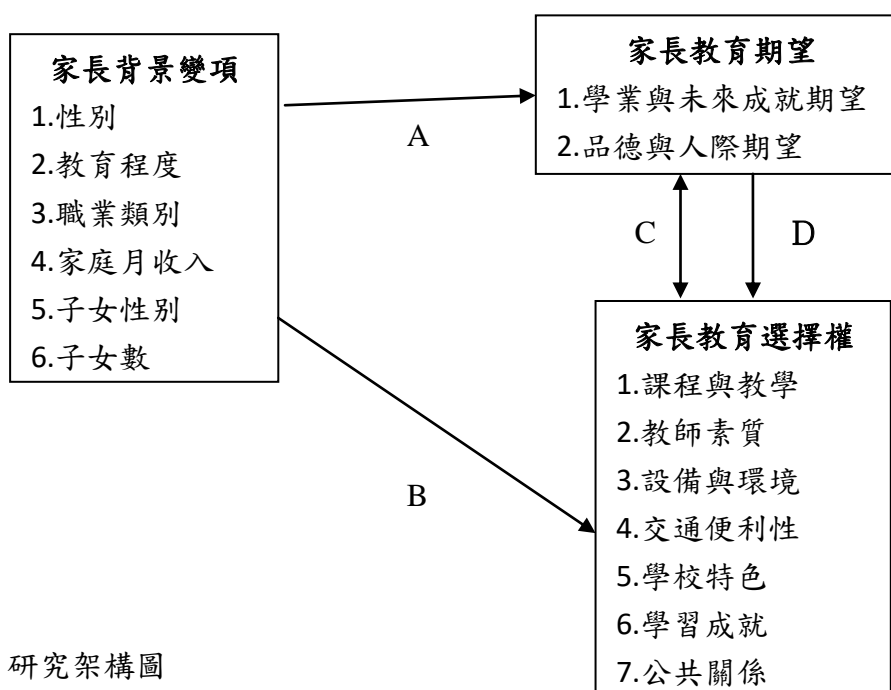 家長背景變項
1.性別
2.教育程度
3.職業類別
4.家庭月收入
5.子女性別
6.子女數
A
家長教育期望
1.學業與未來成就期望
2.品德與人際期望
C
D
B
家長教育選擇權
1.課程與教學
2.教師素質
3.設備與環境
4.交通便利性
5.學校特色
6.學習成就
7.公共關係
研究架構圖